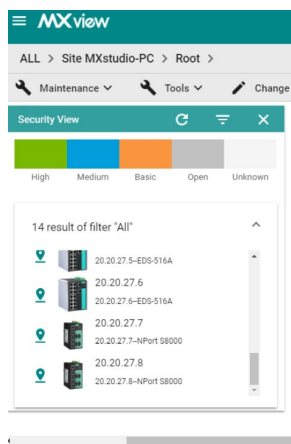 MXview
ALL > Site MXstudio-PC > Root >
Maintenance Tools Change
Security View
High Medium Basic Open Unknown
14 result of filter "All"
20.20.27.5--EDS-516A
20.20.27.6
20.20.27.6--EDS-516A
20.20.27.7
20.20.27.7--NPort S8000
20.20.27.8
20.20.27.8--NPort S8000